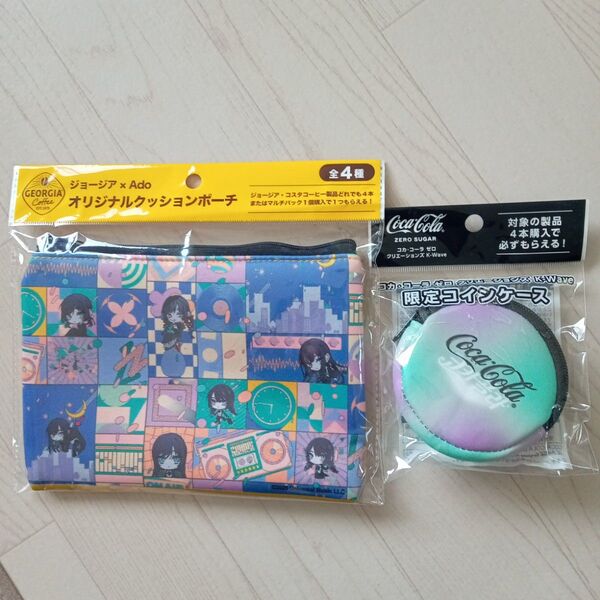 GEORGIA
Coffee
ジョージア × Ado
オリジナルクッションポーチ
全4種
ジョージア・コスタコーヒー製品どれでも4本
またはマルチパック1個購入で1つもらえる!
ON AIR
Coca-Cola
ZERO SUGAR
コカ・コーラ ゼロ
クリエーションズ K-Wave
対象の製品
4本購入で
必ずもらえる!
限定コインケース
Coca-Cola